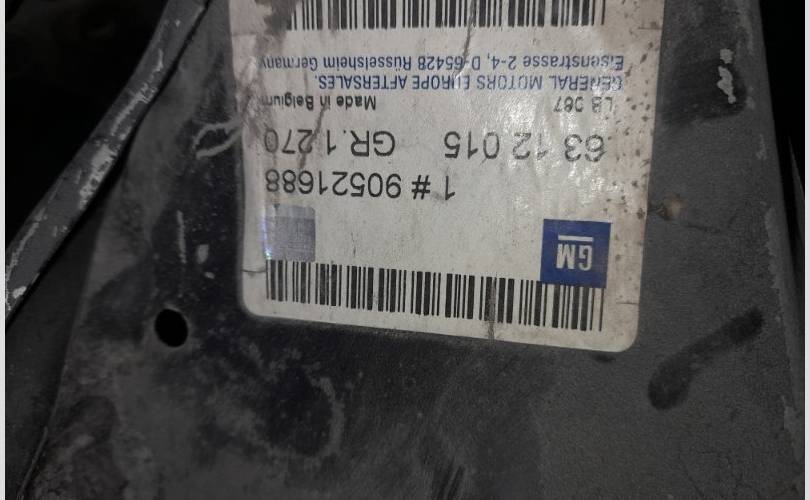 GM
1 # 90521688
63 12 015 GR.1 270
LB 067 Made in Belgium
GENERAL MOTORS EUROPE AFTERSALES.
Eisenstrasse 2-4, D-65428 Rüsselsheim Germany